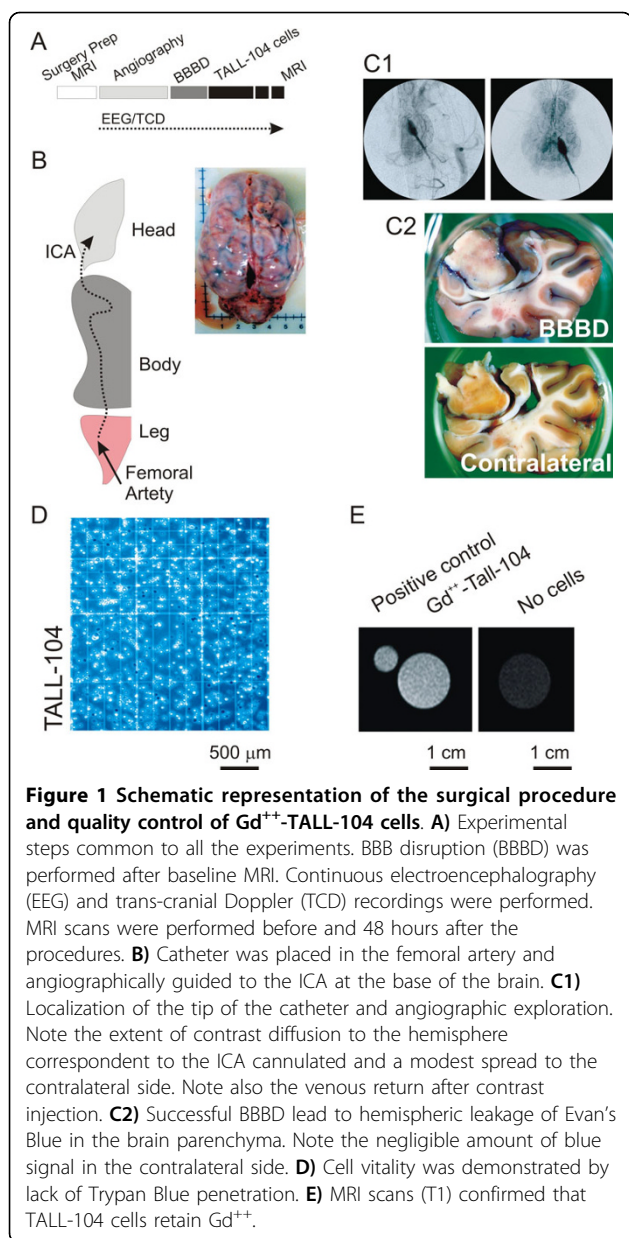 A
Surgery Prep
MRI
Angiography
BBBD
TALL-104 cells
MRI
EEG/TCD
B
ICA
Head
Body
Leg
Femoral
Artety
1 2 3 4 5 6
C1
C2
BBBD
Contralateral
D
TALL-104
500 µm
E
Positive control
Gd++-Tall-104
No cells
1 cm
1 cm
Figure 1 Schematic representation of the surgical procedure
and quality control of Gd++-TALL-104 cells. A) Experimental
steps common to all the experiments. BBB disruption (BBBD) was
performed after baseline MRI. Continuous electroencephalography
(EEG) and trans-cranial Doppler (TCD) recordings were performed.
MRI scans were performed before and 48 hours after the
procedures. B) Catheter was placed in the femoral artery and
angiographically guided to the ICA at the base of the brain. C1)
Localization of the tip of the catheter and angiographic exploration.
Note the extent of contrast diffusion to the hemisphere
correspondent to the ICA cannulated and a modest spread to the
contralateral side. Note also the venous return after contrast
injection. C2) Successful BBBD lead to hemispheric leakage of Evan's
Blue in the brain parenchyma. Note the negligible amount of blue
signal in the contralateral side. D) Cell vitality was demonstrated by
lack of Trypan Blue penetration. E) MRI scans (T1) confirmed that
TALL-104 cells retain Gd++.